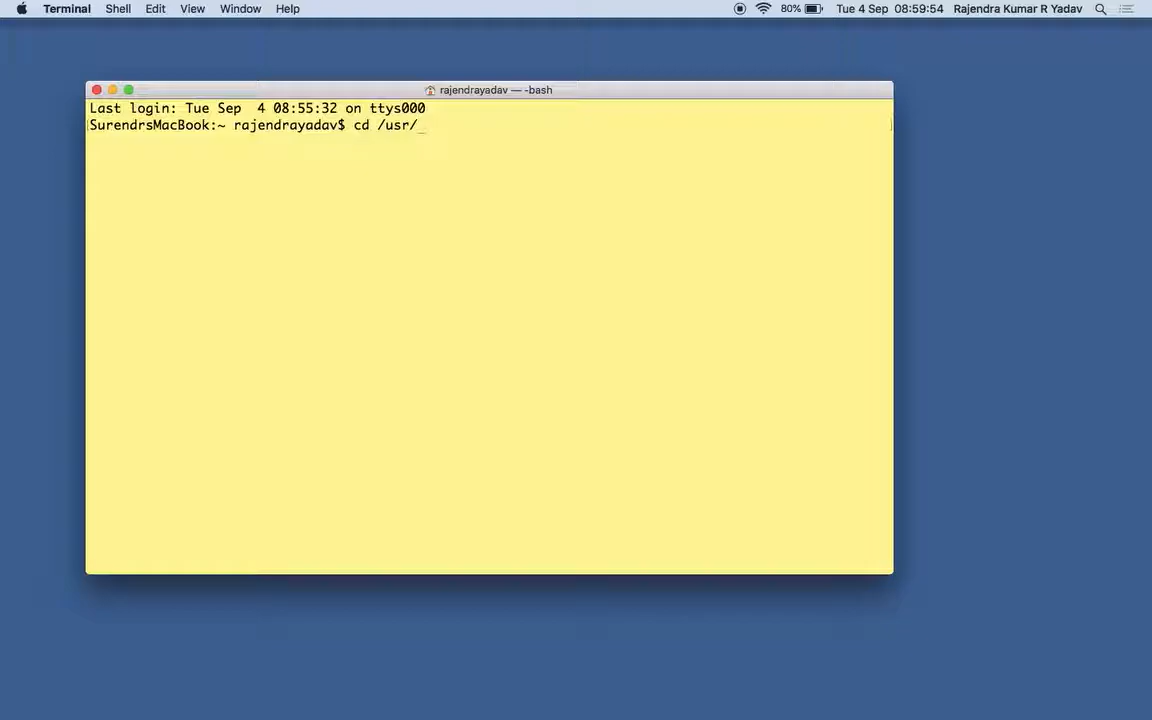 Terminal Shell Edit View Window Help 80% Tue 4 Sep 08:59:54 Rajendra Kumar R Yadav
rajendrayadav — -bash
Last login: Tue Sep  4 08:55:32 on ttys000
SurendrsMacBook:~ rajendrayadav$ cd /usr/